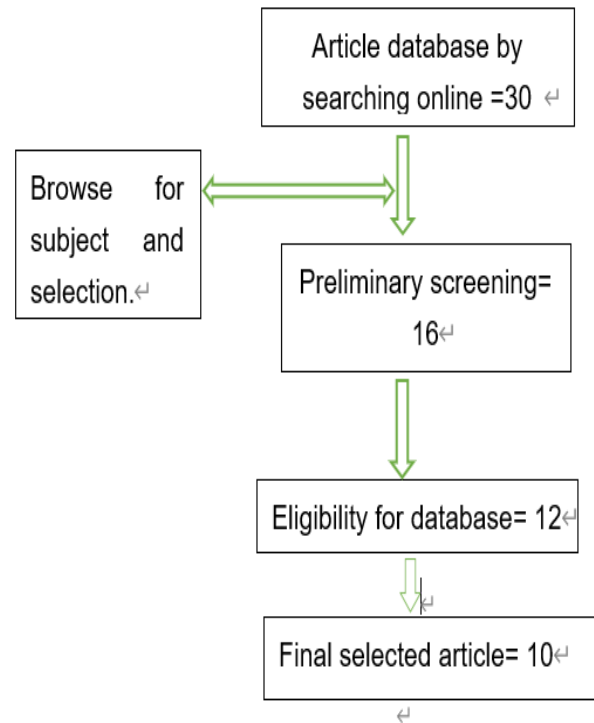 Article database by
searching online =30 ↵
Browse for
subject and
selection.↵
Preliminary screening=
16↵
Eligibility for database= 12↵
↵
Final selected article= 10↵
↵